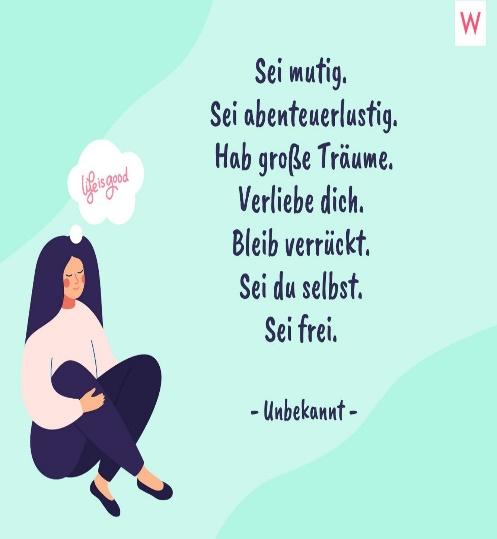 W
Sei mutig.
Sei abenteuerlustig.
Hab große Träume.
Verliebe dich.
Bleib verrückt.
Sei du selbst.
Sei frei.
- Unbekannt -
life is good